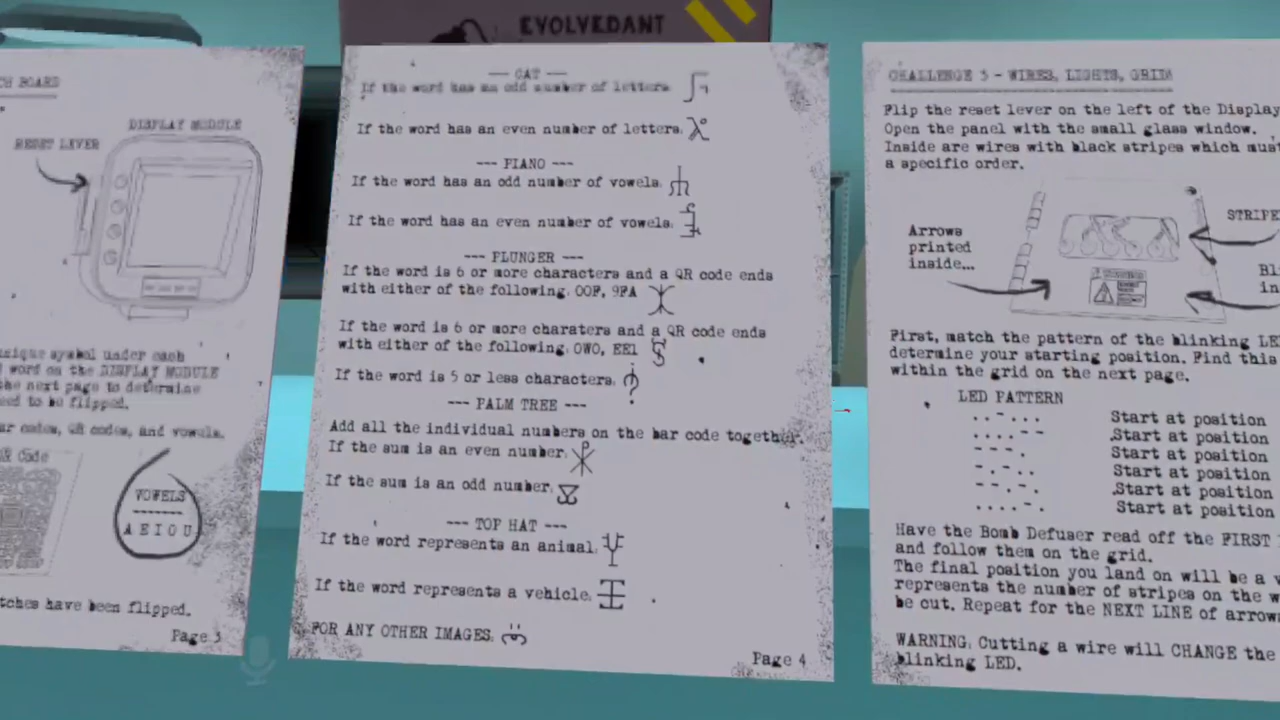 EVOLVEDANT
CH BOARD
DISPLAY MODULE
RESET LEVER
unique symbol under each
word on the DISPLAY MODULE
the next page to determine
need to be flipped.
bar codes, QR codes, and vowels.
QR Code
VOWELS
A E I O U
tches have been flipped.
Page 3
--- CAT ---
If the word has an odd number of letters.
If the word has an even number of letters.
--- PIANO ---
If the word has an odd number of vowels.
If the word has an even number of vowels.
--- PLUNGER ---
If the word is 6 or more characters and a QR code ends
with either of the following: OOF, 9FA
If the word is 6 or more charaters and a QR code ends
with either of the following: OWO, EE1
If the word is 5 or less characters.
--- PALM TREE ---
Add all the individual numbers on the bar code together.
If the sum is an even number.
If the sum is an odd number.
--- TOP HAT ---
If the word represents an animal.
If the word represents a vehicle.
FOR ANY OTHER IMAGES.
Page 4
CHALLENGE 3 - WIRES, LIGHTS, GRID
Flip the reset lever on the left of the Display
Open the panel with the small glass window.
Inside are wires with black stripes which must
a specific order.
STRIPE
Arrows
printed
inside...
Bli
in
First, match the pattern of the blinking LE
determine your starting position. Find this
within the grid on the next page.
LED PATTERN
. . - . . . Start at position
. . . . - - Start at position
- - . - . . Start at position
- . - . . Start at position
- - . - . Start at position
. . . . - . Start at position
Have the Bomb Defuser read off the FIRST
and follow them on the grid.
The final position you land on will be a
represents the number of stripes on the w
be cut. Repeat for the NEXT LINE of arrow
WARNING: Cutting a wire will CHANGE the
blinking LED.